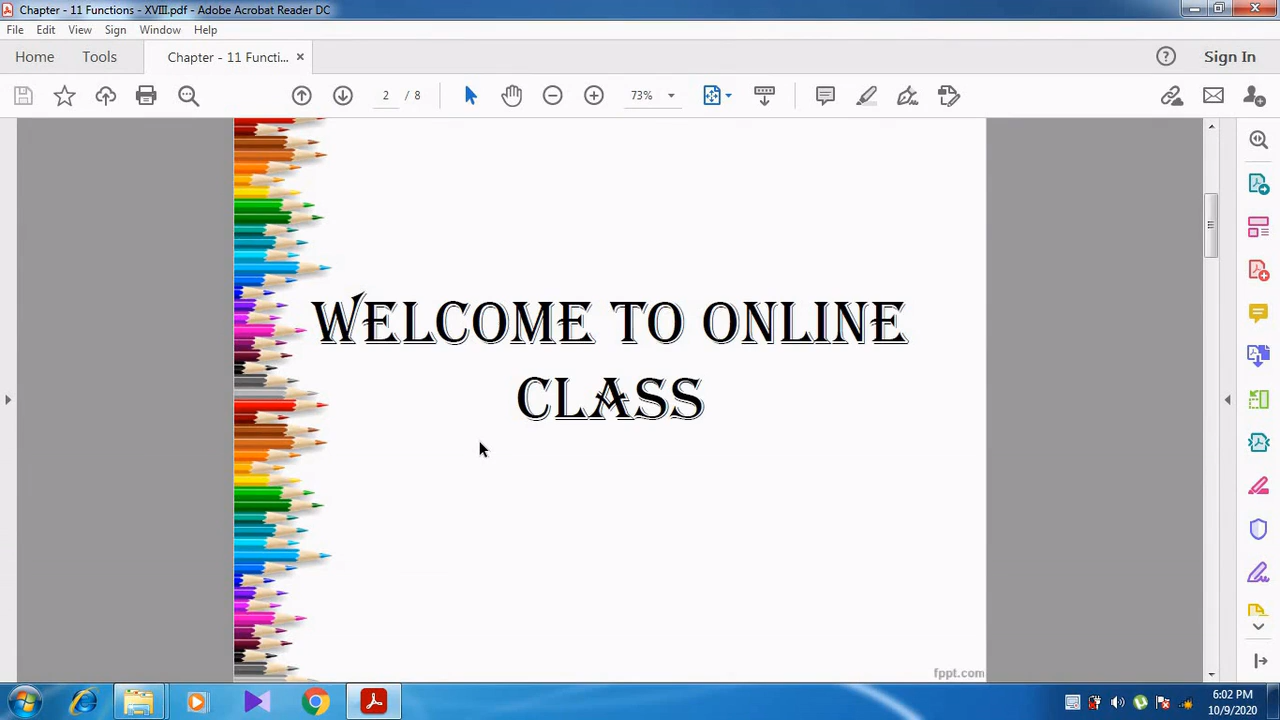 Chapter - 11 Functions - XVIII.pdf - Adobe Acrobat Reader DC
File Edit View Sign Window Help
Home Tools Chapter - 11 Functi... × Sign In
2 / 8 73%
WELCOME TO ONLINE
CLASS
fppt.com
6:02 PM
10/9/2020